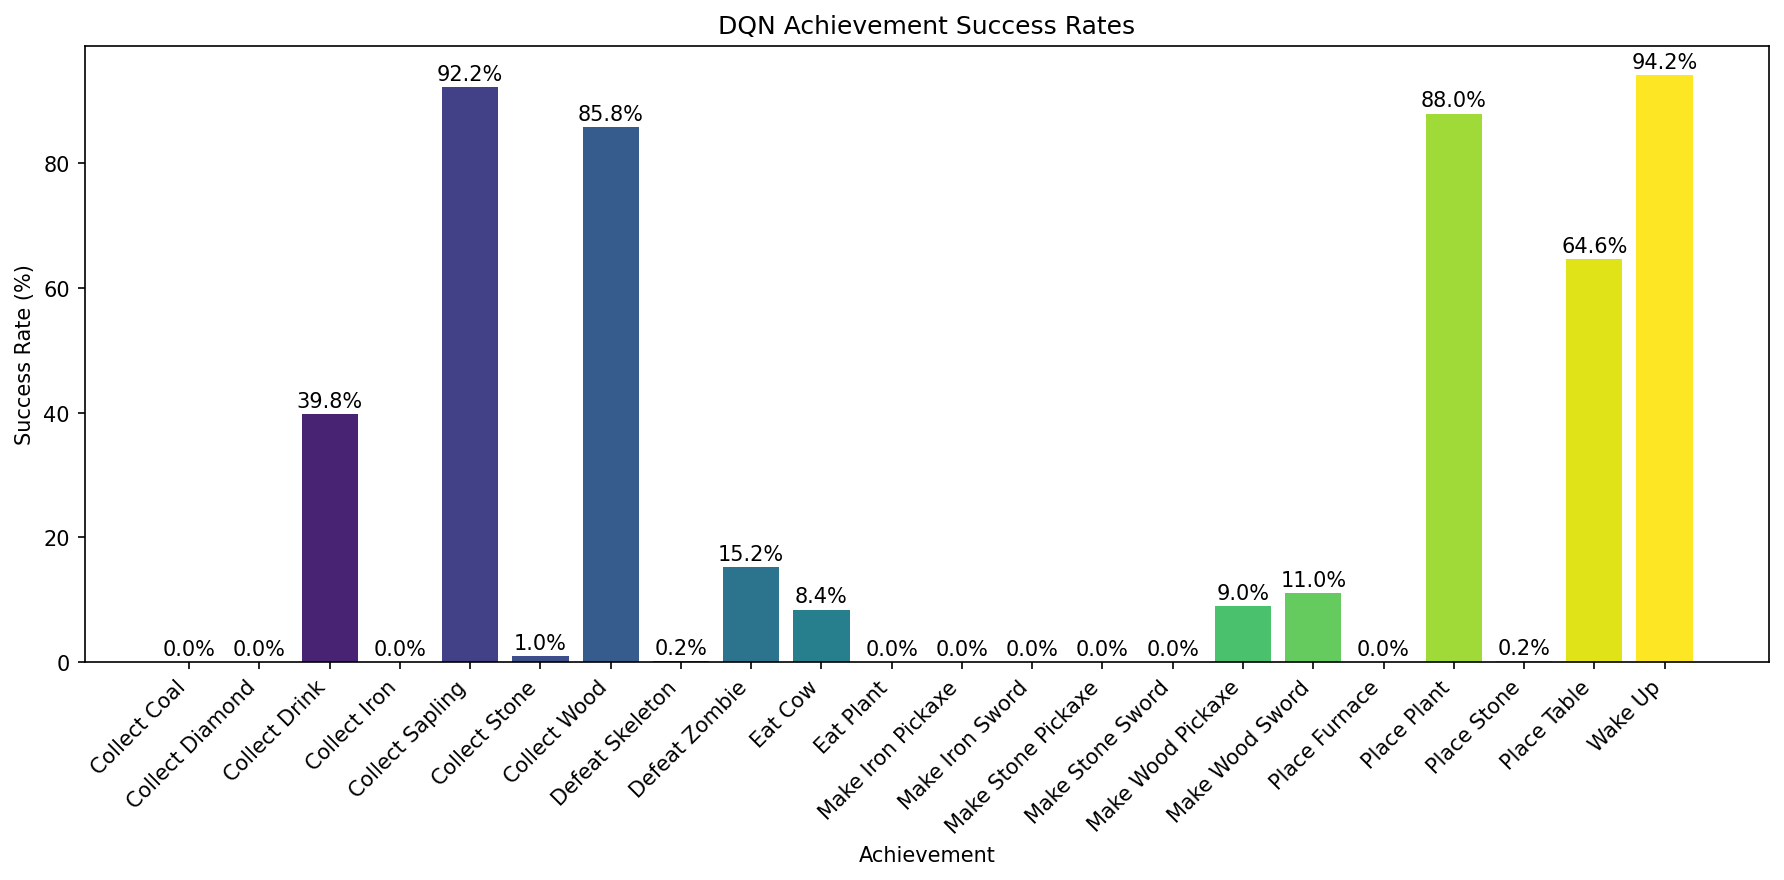 DQN Achievement Success Rates
Success Rate (%)
80
60
40
20
0
0.0%
0.0%
39.8%
0.0%
92.2%
1.0%
85.8%
0.2%
15.2%
8.4%
0.0%
0.0%
0.0%
0.0%
0.0%
9.0%
11.0%
0.0%
88.0%
0.2%
64.6%
94.2%
Collect Coal
Collect Diamond
Collect Drink
Collect Iron
Collect Sapling
Collect Stone
Collect Wood
Defeat Skeleton
Defeat Zombie
Eat Cow
Eat Plant
Make Iron Pickaxe
Make Iron Sword
Make Stone Pickaxe
Make Stone Sword
Make Wood Pickaxe
Make Wood Sword
Place Furnace
Place Plant
Place Stone
Place Table
Wake Up
Achievement